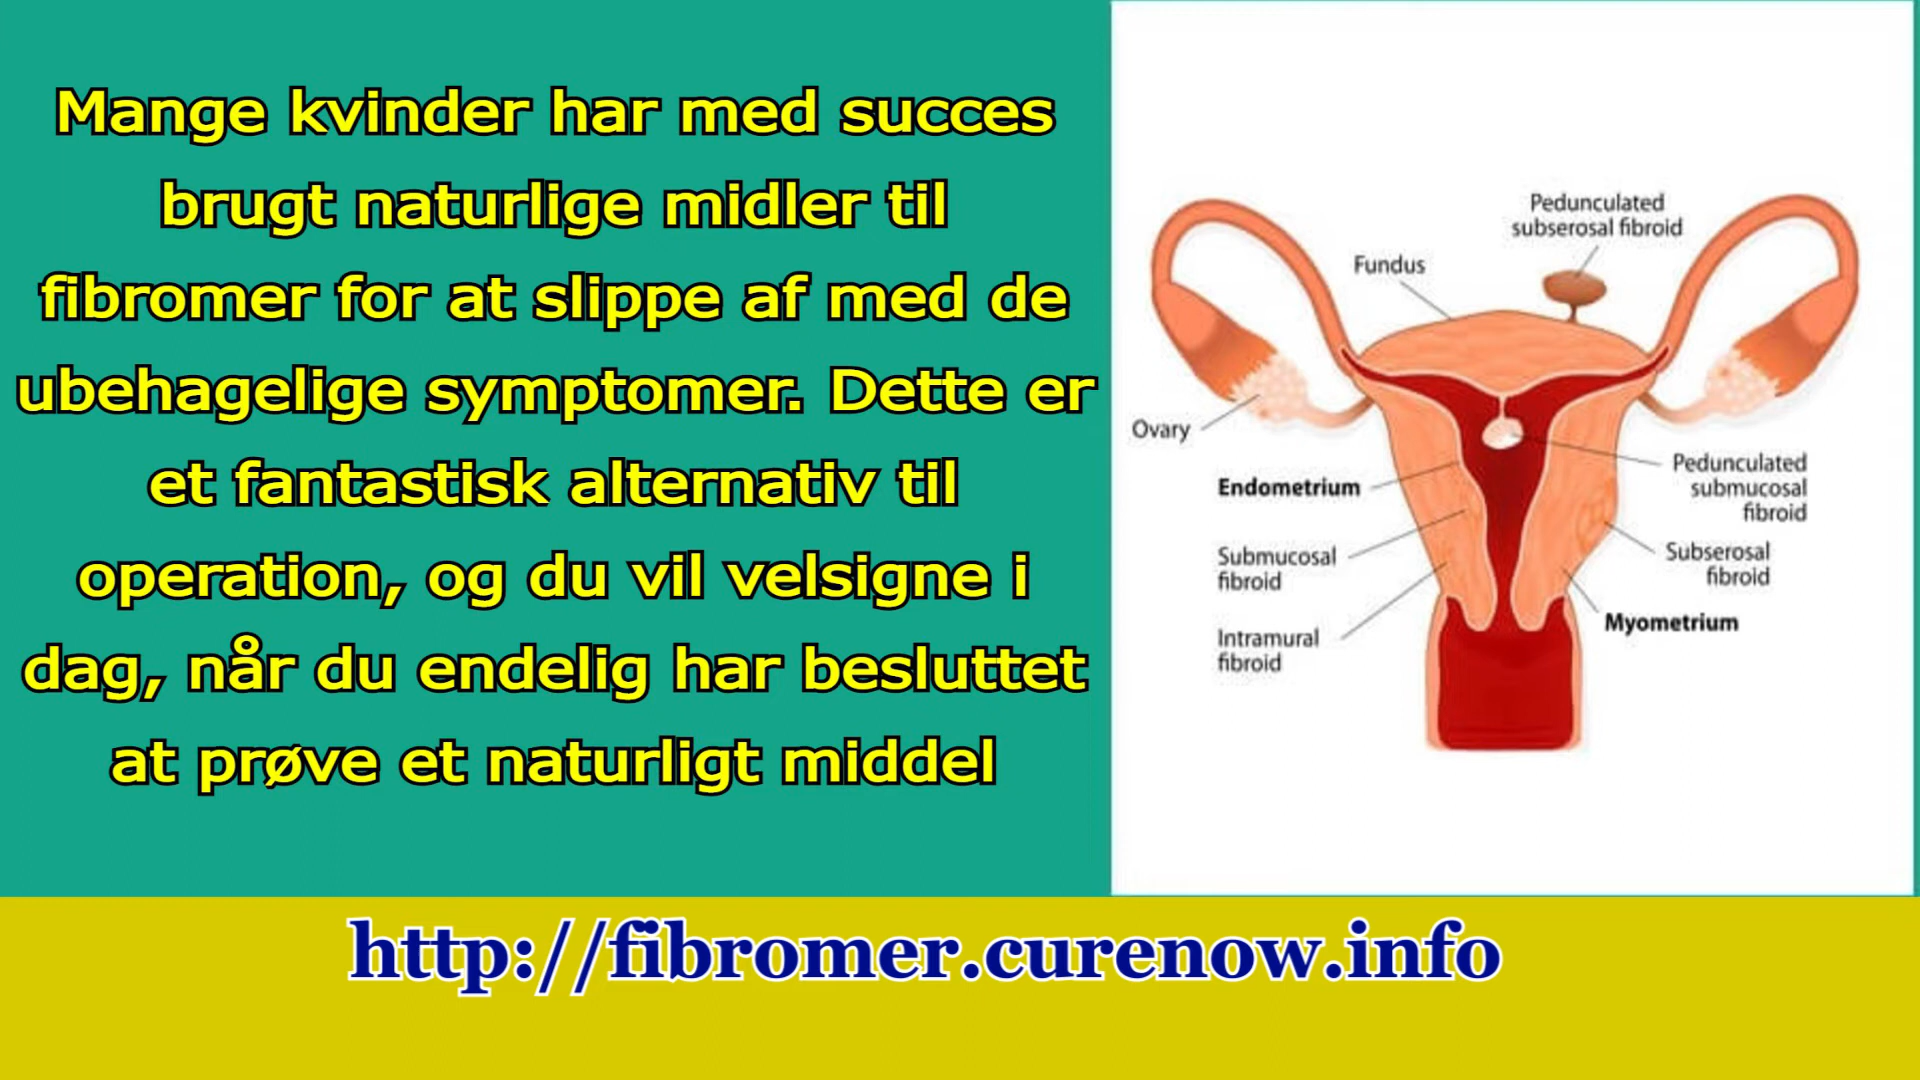 Mange kvinder har med succes
brugt naturlige midler til
fibromer for at slippe af med de
ubehagelige symptomer. Dette er
et fantastisk alternativ til
operation, og du vil velsigne i
dag, når du endelig har besluttet
at prøve et naturligt middel
Pedunculated
subserosal fibroid
Fundus
Ovary
Endometrium
Submucosal
fibroid
Intramural
fibroid
Pedunculated
submucosal
fibroid
Subserosal
fibroid
Myometrium
http://fibromer.curenow.info